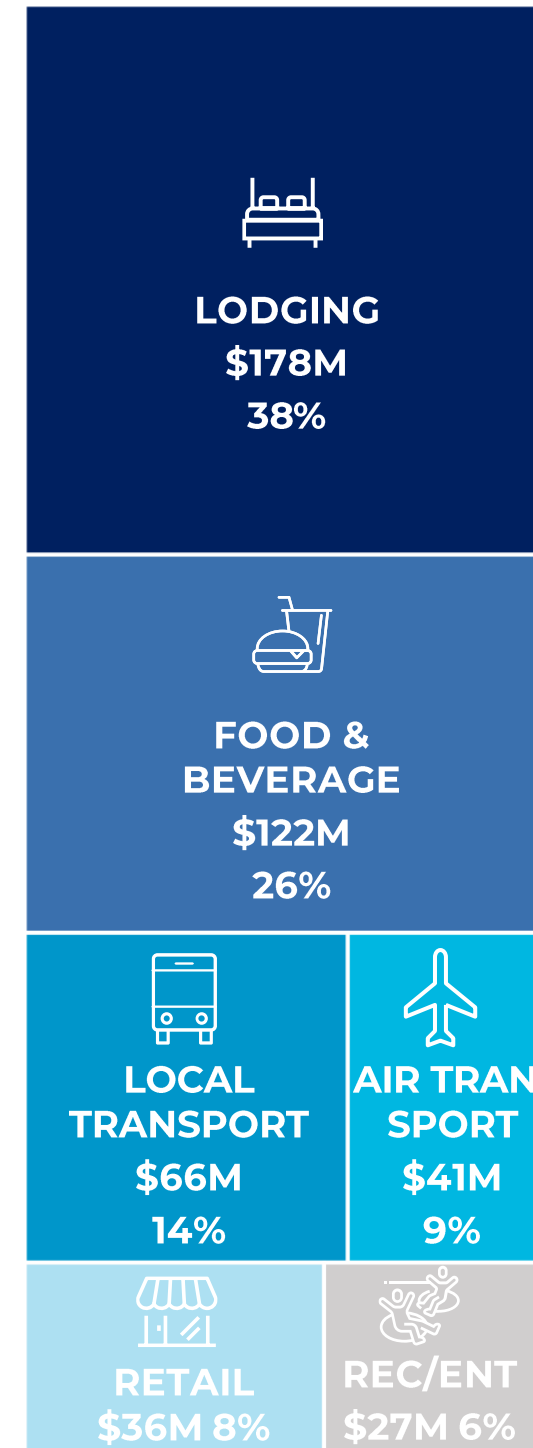 LODGING
$178M
38%
FOOD &
BEVERAGE
$122M
26%
LOCAL
TRANSPORT
$66M
14%
AIR TRAN
SPORT
$41M
9%
RETAIL
$36M 8%
REC/ENT
$27M 6%